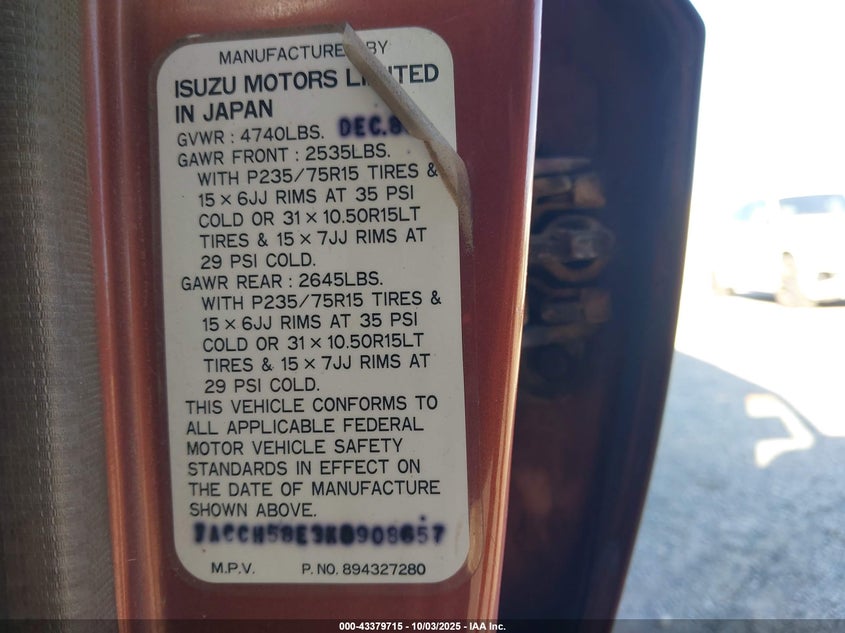 MANUFACTURED BY
ISUZU MOTORS LIMITED
IN JAPAN
GVWR : 4740LBS. DEC.8
GAWR FRONT : 2535LBS.
WITH P235/75R15 TIRES &
15 × 6JJ RIMS AT 35 PSI
COLD OR 31 × 10.50R15LT
TIRES & 15 × 7JJ RIMS AT
29 PSI COLD.
GAWR REAR : 2645LBS.
WITH P235/75R15 TIRES &
15 × 6JJ RIMS AT 35 PSI
COLD OR 31 × 10.50R15LT
TIRES & 15 × 7JJ RIMS AT
29 PSI COLD.
THIS VEHICLE CONFORMS TO
ALL APPLICABLE FEDERAL
MOTOR VEHICLE SAFETY
STANDARDS IN EFFECT ON
THE DATE OF MANUFACTURE
SHOWN ABOVE.
M.P.V. P. NO. 894327280
000-43379715 - 10/03/2025 - IAA Inc.